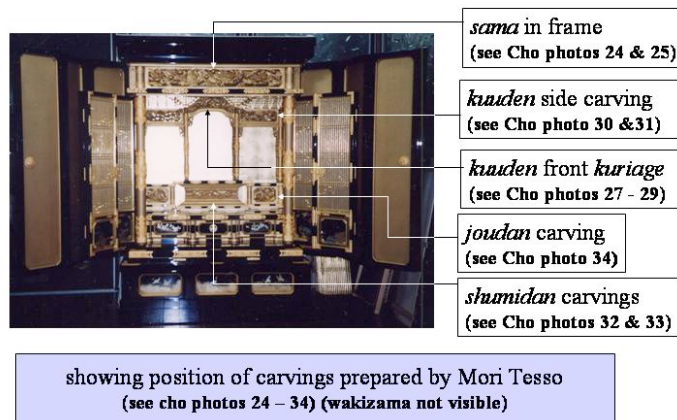 sama in frame
(see Cho photos 24 & 25)
kuuden side carving
(see Cho photo 30 &31)
kuuden front kuriage
(see Cho photos 27 - 29)
joudan carving
(see Cho photo 34)
shumidan carvings
(see Cho photos 32 & 33)
showing position of carvings prepared by Mori Tesso
(see cho photos 24 – 34) (wakizama not visible)